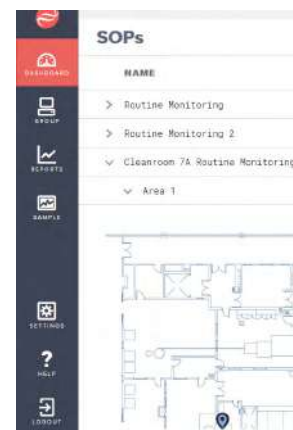 SOPs
DASHBOARD
NAME
GROUP
Routine Monitoring
Routine Monitoring 2
REPORTS
Cleanroom 7A Routine Monitoring
Area 1
SAMPLE
SETTINGS
?
HELP
LOGOUT